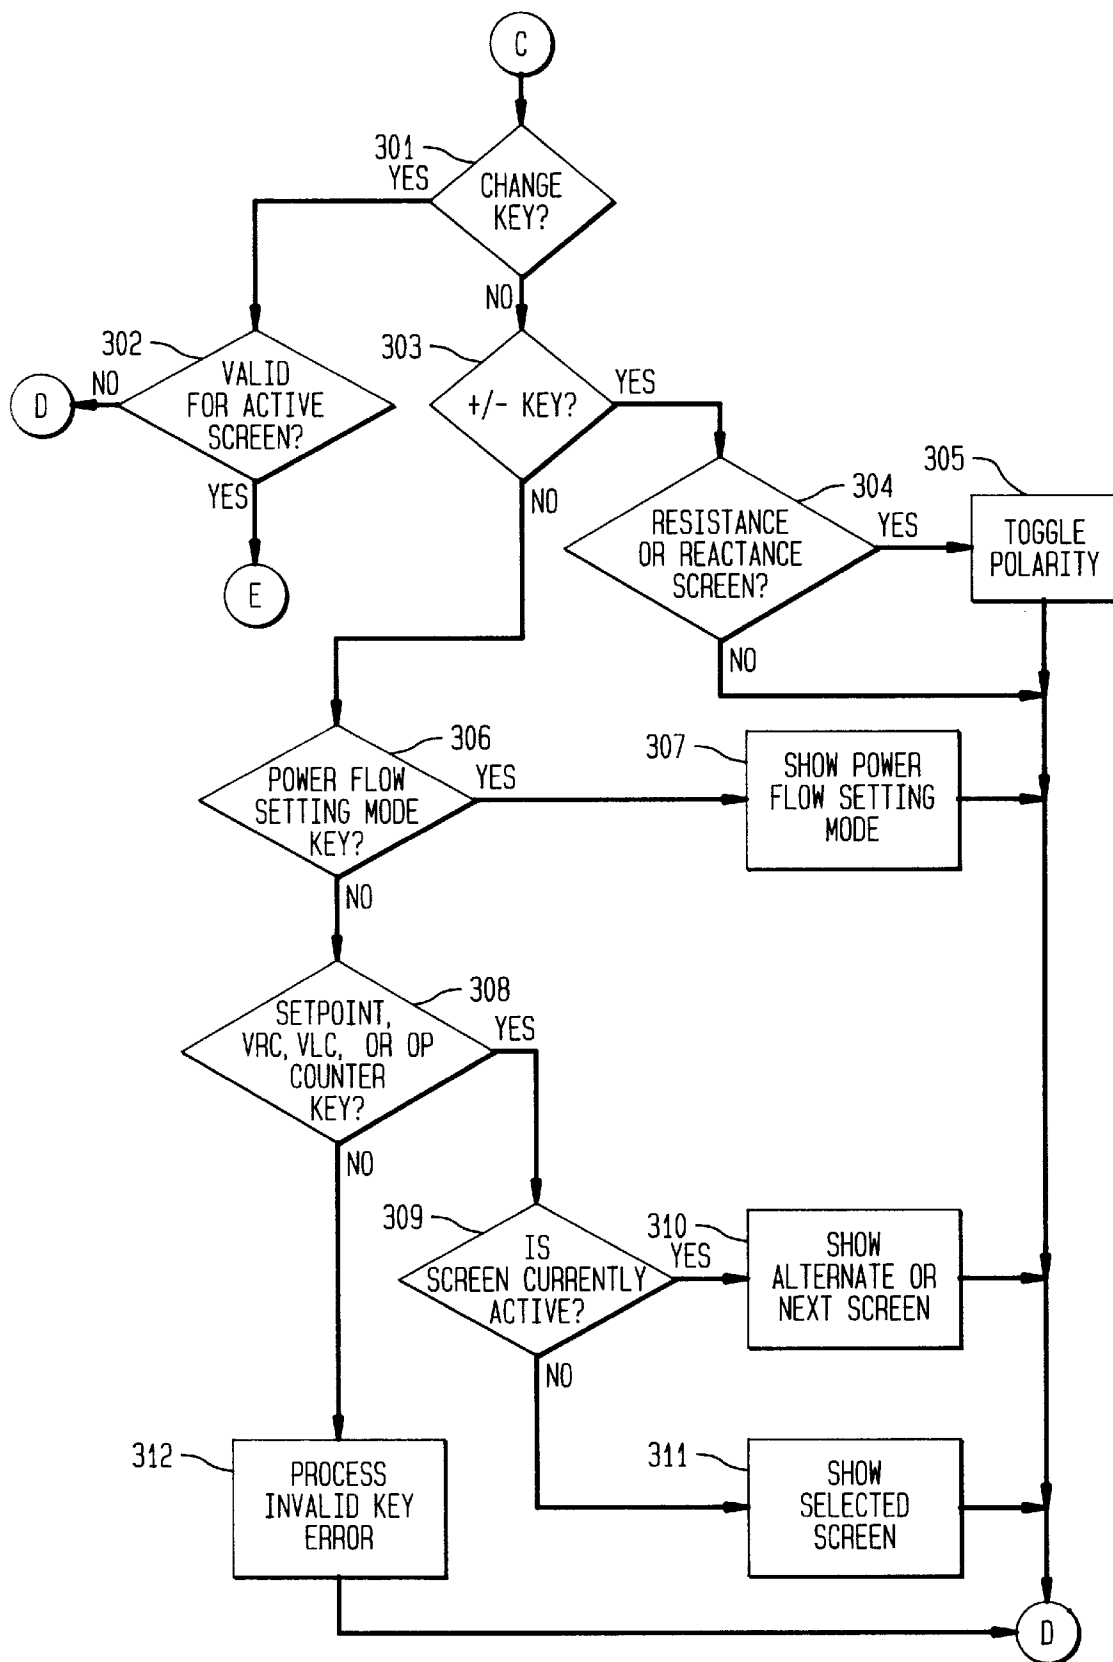 C
301
YES
CHANGE
KEY?
NO
302
VALID
FOR ACTIVE
SCREEN?
NO
D
YES
E
303
+/- KEY?
YES
NO
304
RESISTANCE
OR REACTANCE
SCREEN?
YES
NO
305
TOGGLE
POLARITY
306
POWER FLOW
SETTING MODE
KEY?
YES
NO
307
SHOW POWER
FLOW SETTING
MODE
308
SETPOINT,
VRC, VLC, OR OP
COUNTER
KEY?
YES
NO
309
IS
SCREEN CURRENTLY
ACTIVE?
YES
NO
310
SHOW
ALTERNATE OR
NEXT SCREEN
311
SHOW
SELECTED
SCREEN
312
PROCESS
INVALID KEY
ERROR
D